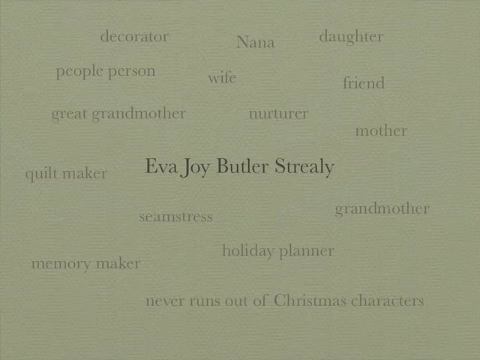 decorator
Nana
daughter
people person
wife
friend
great grandmother
nurturer
mother
quilt maker
Eva Joy Butler Strealy
seamstress
grandmother
holiday planner
memory maker
never runs out of Christmas characters